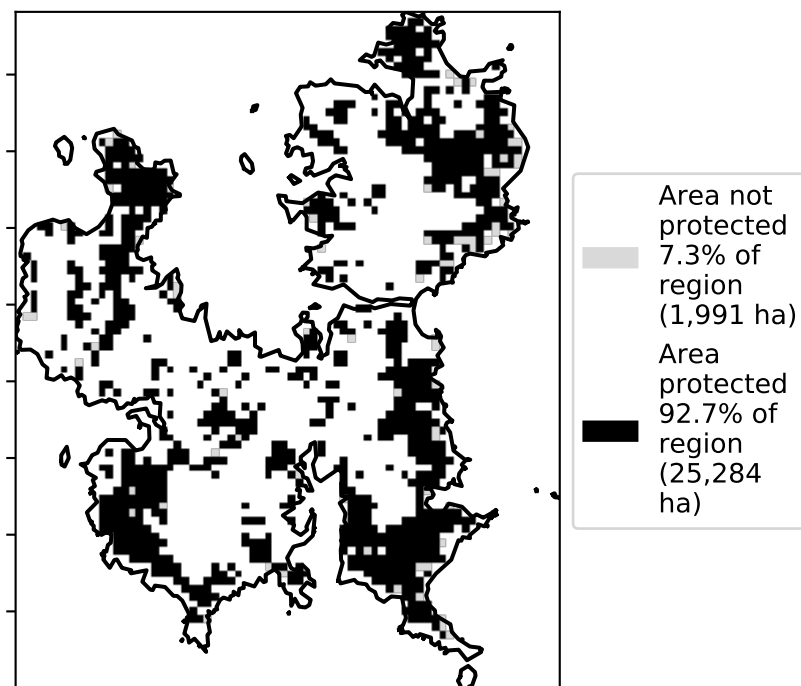 Area not
protected
7.3% of
region
(1,991 ha)
Area
protected
92.7% of
region
(25,284
ha)